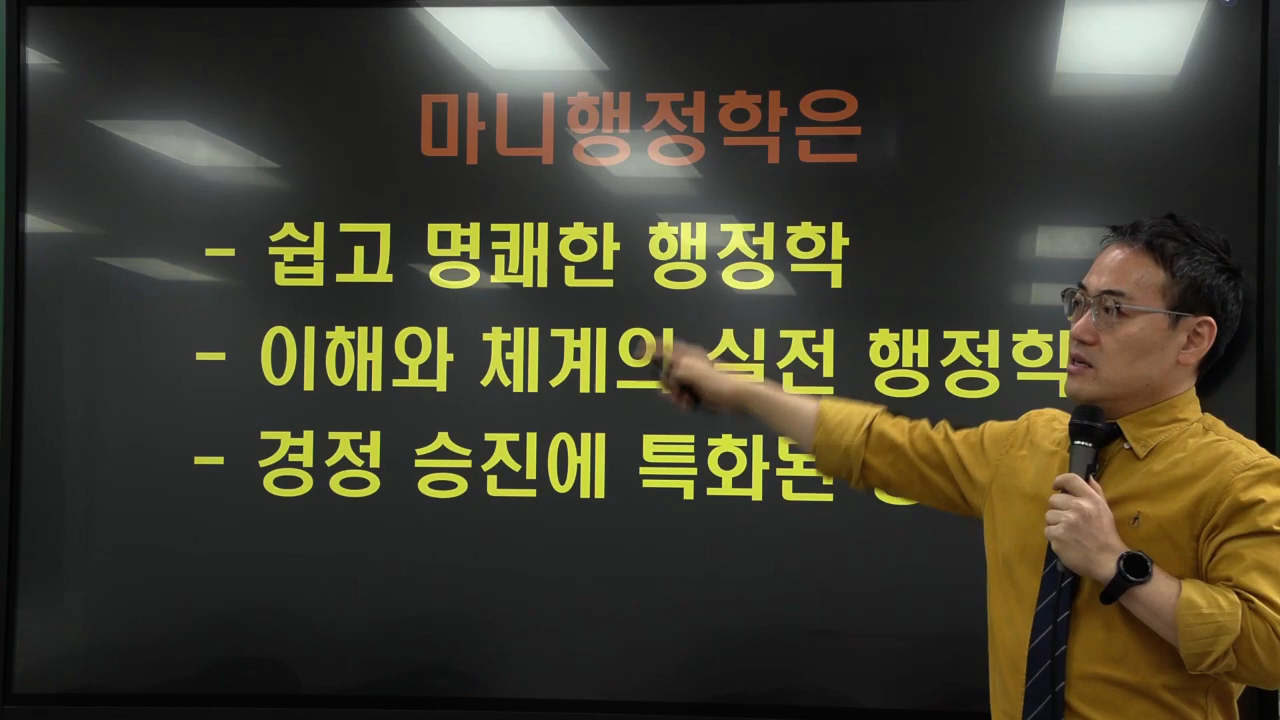 마니행정학은
- 쉽고 명쾌한 행정학
- 이해와 체계의 실전 행정학
- 경정 승진에 특화된